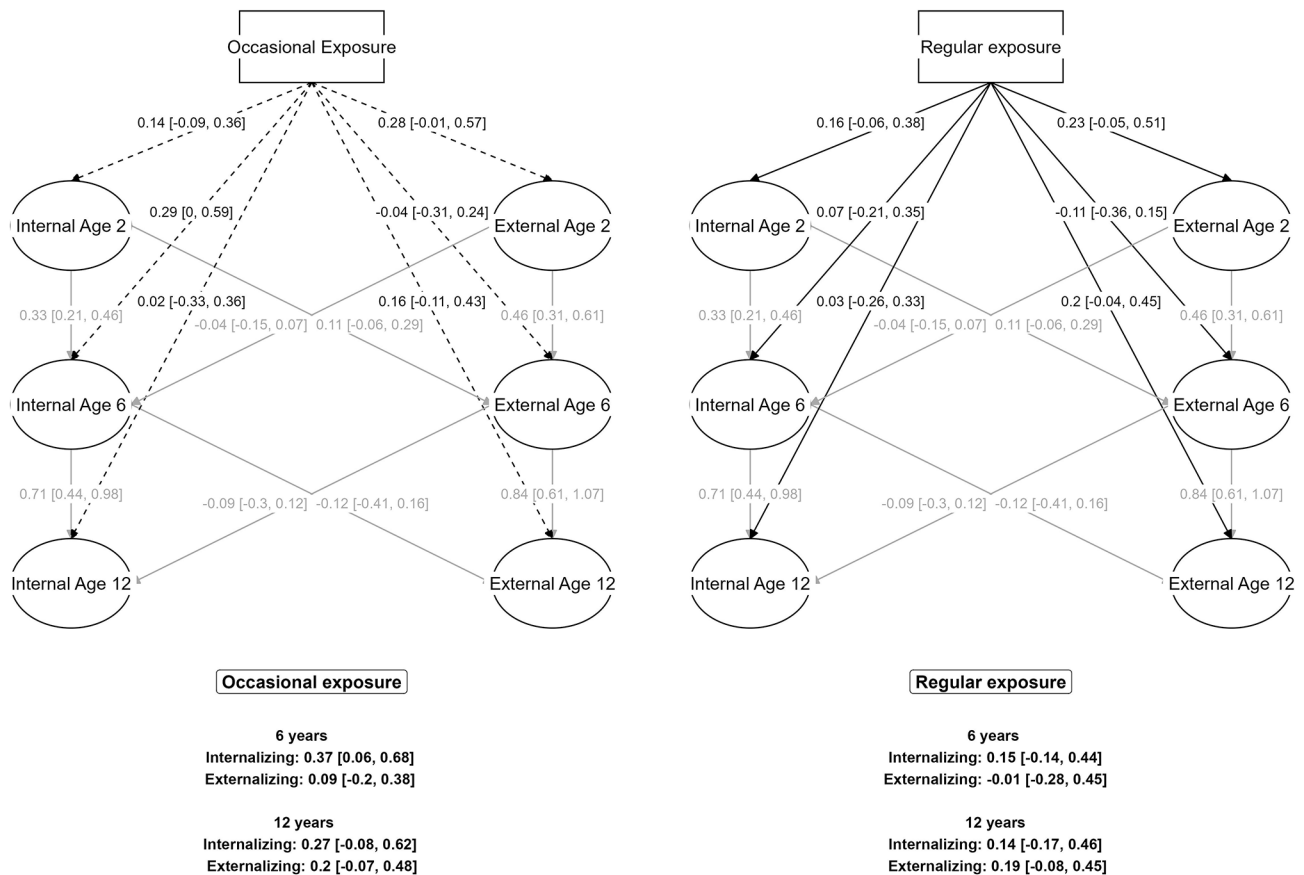 Occasional Exposure
0.14 [-0.09, 0.36]
0.28 [-0.01, 0.57]
Internal Age 2
External Age 2
0.29 [0, 0.59]
-0.04 [-0.31, 0.24]
0.02 [-0.33, 0.36]
0.16 [-0.11, 0.43]
0.33 [0.21, 0.46]
-0.04 [-0.15, 0.07]
0.11 [-0.06, 0.29]
0.46 [0.31, 0.61]
Internal Age 6
External Age 6
0.71 [0.44, 0.98]
-0.09 [-0.3, 0.12]
-0.12 [-0.41, 0.16]
0.84 [0.61, 1.07]
Internal Age 12
External Age 12
Occasional exposure
6 years
Internalizing: 0.37 [0.06, 0.68]
Externalizing: 0.09 [-0.2, 0.38]
12 years
Internalizing: 0.27 [-0.08, 0.62]
Externalizing: 0.2 [-0.07, 0.48]
Regular exposure
0.16 [-0.06, 0.38]
0.23 [-0.05, 0.51]
Internal Age 2
External Age 2
0.07 [-0.21, 0.35]
-0.11 [-0.36, 0.15]
0.03 [-0.26, 0.33]
0.2 [-0.04, 0.45]
0.33 [0.21, 0.46]
-0.04 [-0.15, 0.07]
0.11 [-0.06, 0.29]
0.46 [0.31, 0.61]
Internal Age 6
External Age 6
0.71 [0.44, 0.98]
-0.09 [-0.3, 0.12]
-0.12 [-0.41, 0.16]
0.84 [0.61, 1.07]
Internal Age 12
External Age 12
Regular exposure
6 years
Internalizing: 0.15 [-0.14, 0.44]
Externalizing: -0.01 [-0.28, 0.45]
12 years
Internalizing: 0.14 [-0.17, 0.46]
Externalizing: 0.19 [-0.08, 0.45]